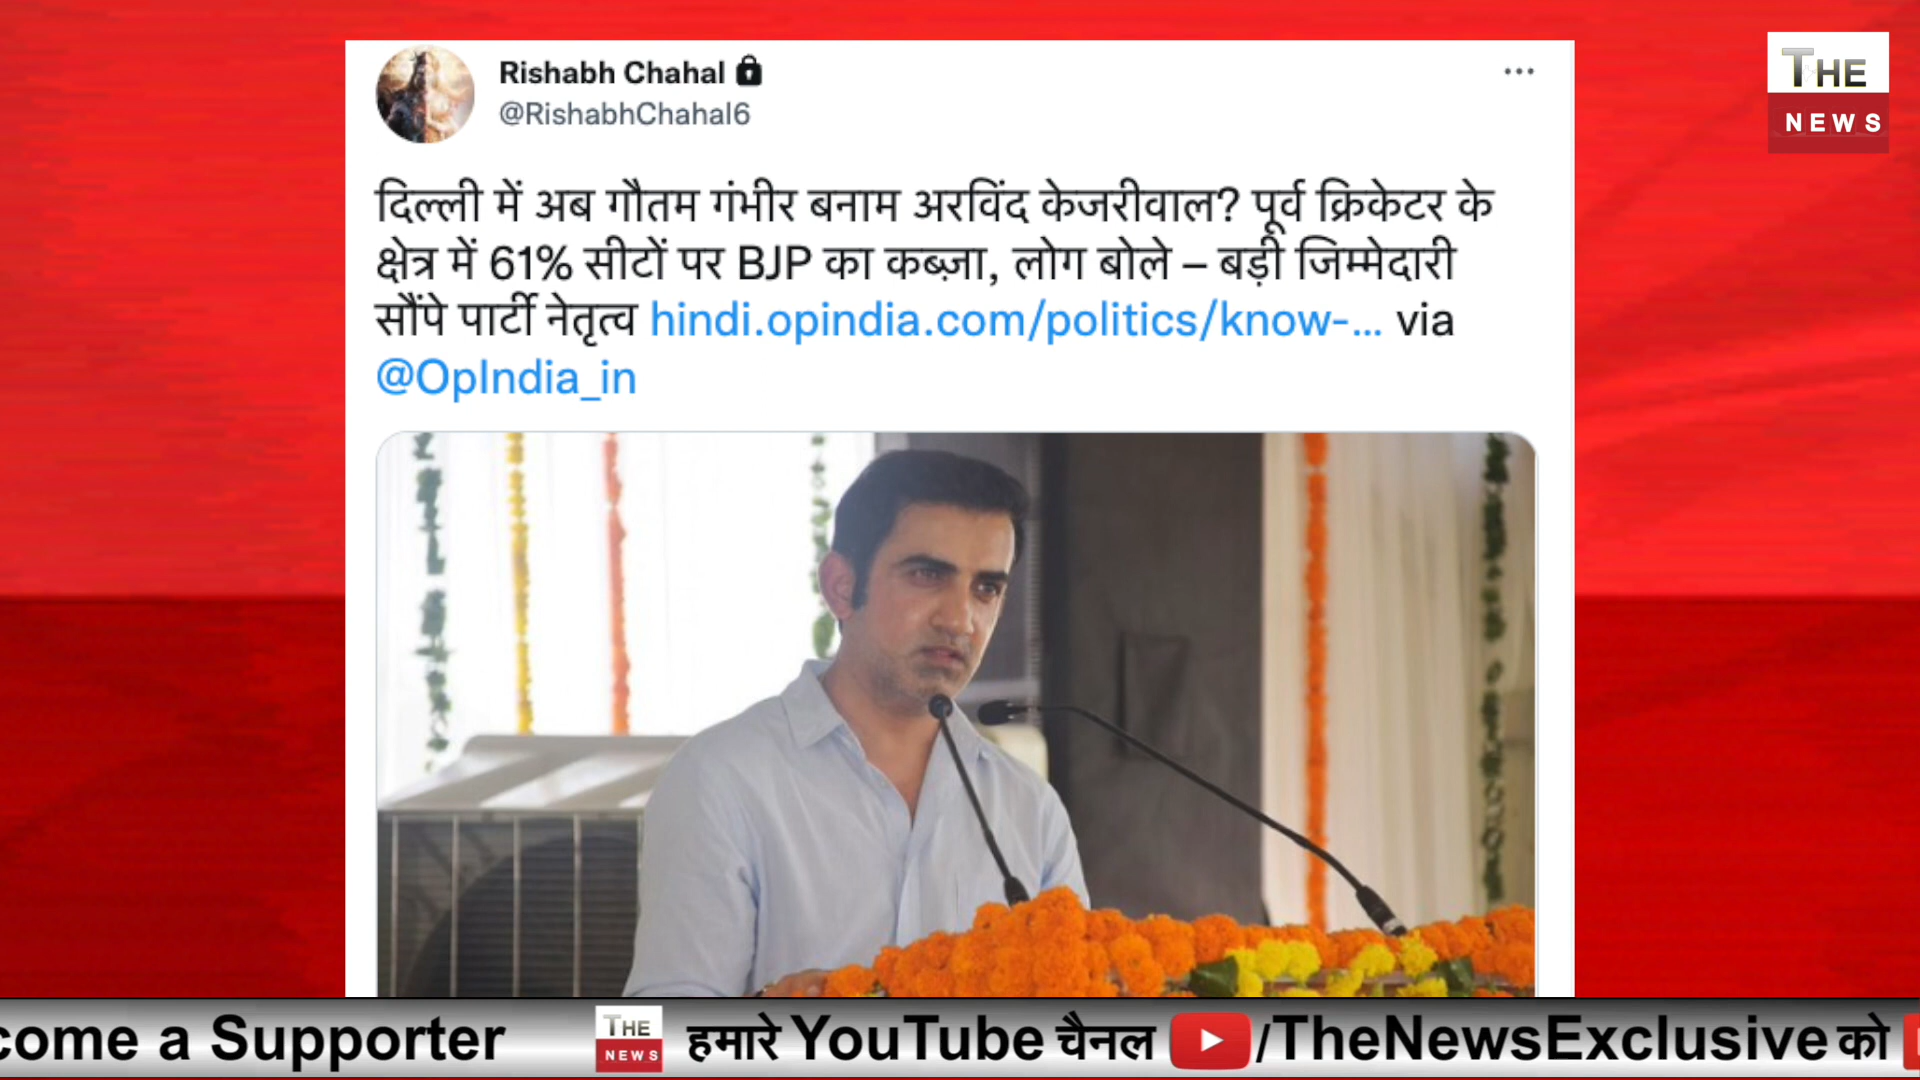 Rishabh Chahal
@RishabhChahal6
दिल्ली में अब गौतम गंभीर बनाम अरविंद केजरीवाल? पूर्व क्रिकेटर के
क्षेत्र में 61% सीटों पर BJP का कब्ज़ा, लोग बोले – बड़ी जिम्मेदारी
सौंपे पार्टी नेतृत्व hindi.opindia.com/politics/know-... via
@OpIndia_in
THE
NEWS
come a Supporter THE NEWS हमारे YouTube चैनल /TheNewsExclusive को